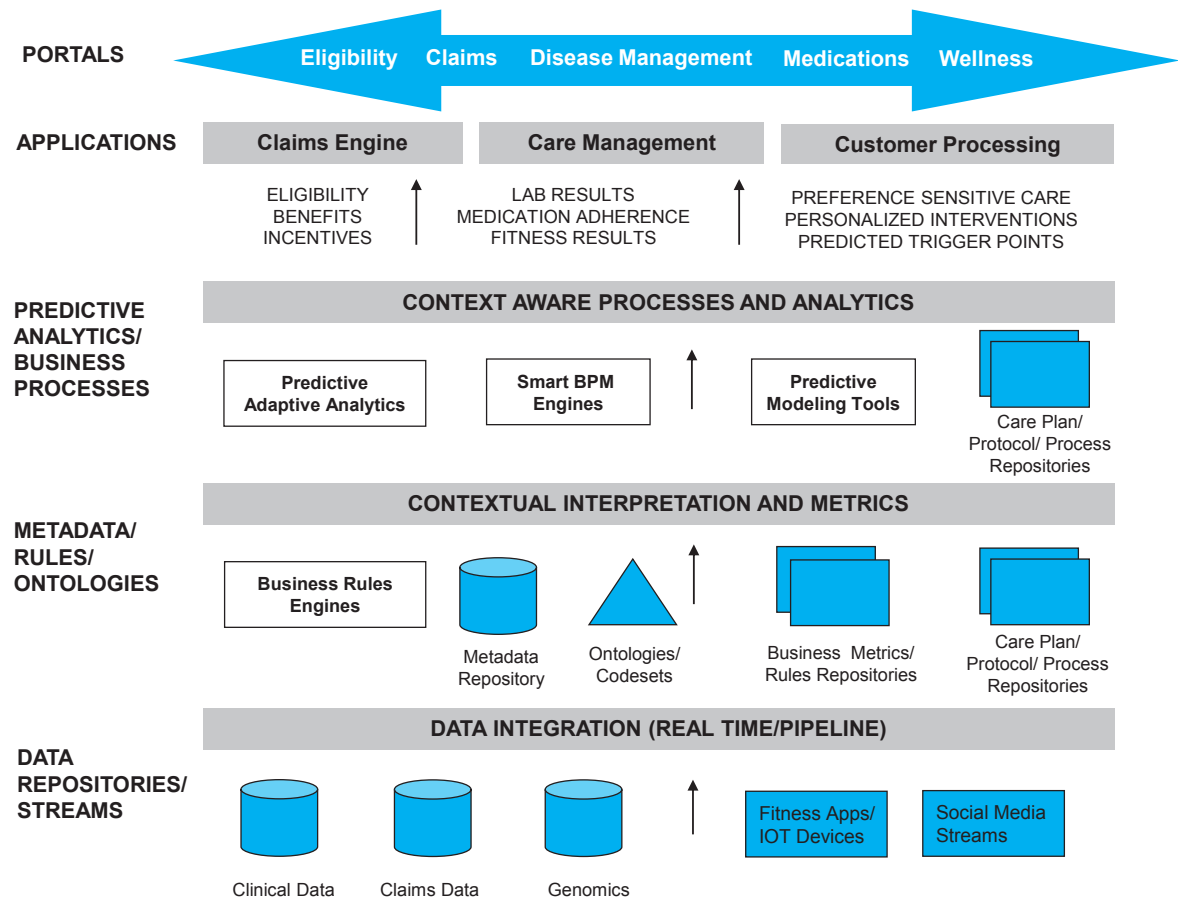 PORTALS
Eligibility Claims Disease Management Medications Wellness
APPLICATIONS
Claims Engine
Care Management
Customer Processing
ELIGIBILITY
BENEFITS
INCENTIVES
LAB RESULTS
MEDICATION ADHERENCE
FITNESS RESULTS
PREFERENCE SENSITIVE CARE
PERSONALIZED INTERVENTIONS
PREDICTED TRIGGER POINTS
PREDICTIVE
ANALYTICS/
BUSINESS
PROCESSES
CONTEXT AWARE PROCESSES AND ANALYTICS
Predictive
Adaptive Analytics
Smart BPM
Engines
Predictive
Modeling Tools
Care Plan/
Protocol/ Process
Repositories
METADATA/
RULES/
ONTOLOGIES
CONTEXTUAL INTERPRETATION AND METRICS
Business Rules
Engines
Metadata
Repository
Ontologies/
Codesets
Business Metrics/
Rules Repositories
Care Plan/
Protocol/ Process
Repositories
DATA
REPOSITORIES/
STREAMS
DATA INTEGRATION (REAL TIME/PIPELINE)
Clinical Data
Claims Data
Genomics
Fitness Apps/
IOT Devices
Social Media
Streams